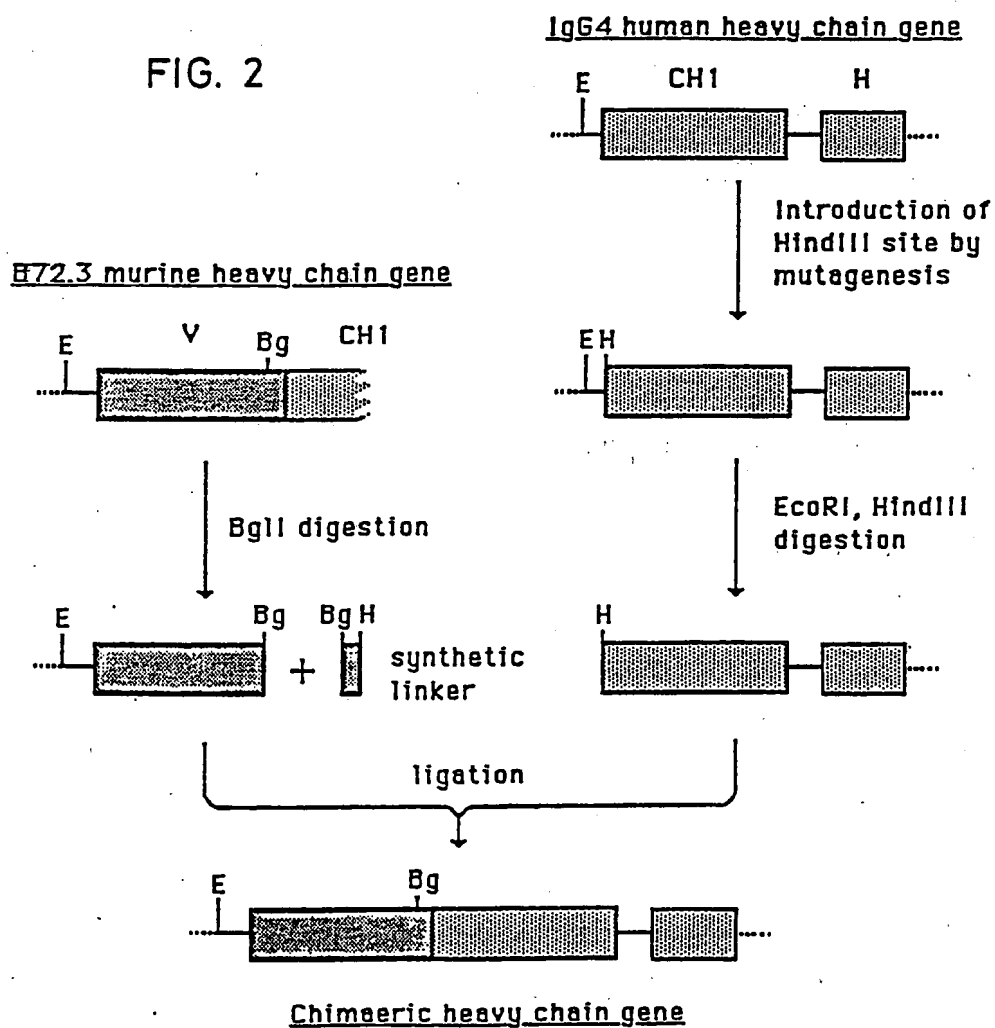 FIG. 2
IgG4 human heavy chain gene
E CH1 H
Introduction of
HindIII site by
mutagenesis
B72.3 murine heavy chain gene
E V Bg CH1
E H
BglI digestion
EcoRI, HindIII
digestion
E Bg + Bg H
synthetic
linker
H
ligation
E Bg
Chimaeric heavy chain gene